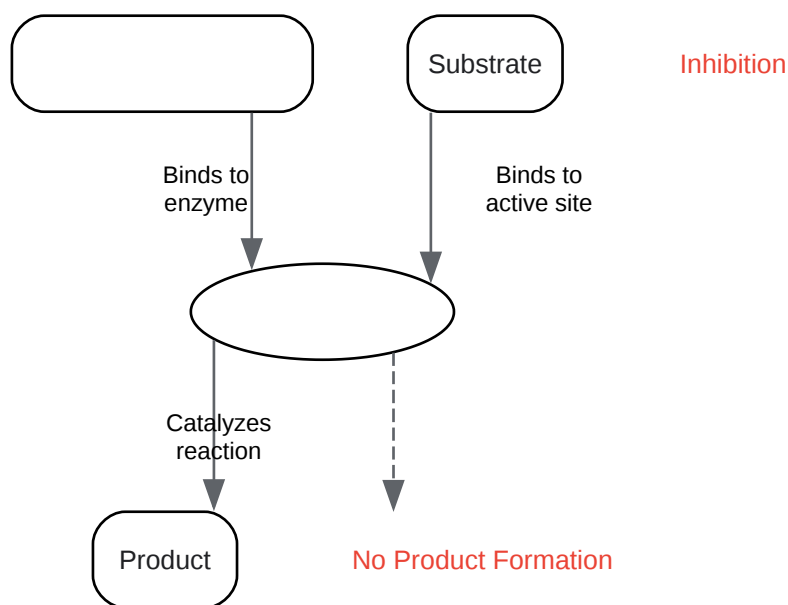 Substrate
Inhibition
Binds to
enzyme
Binds to
active site
Catalyzes
reaction
Product
No Product Formation